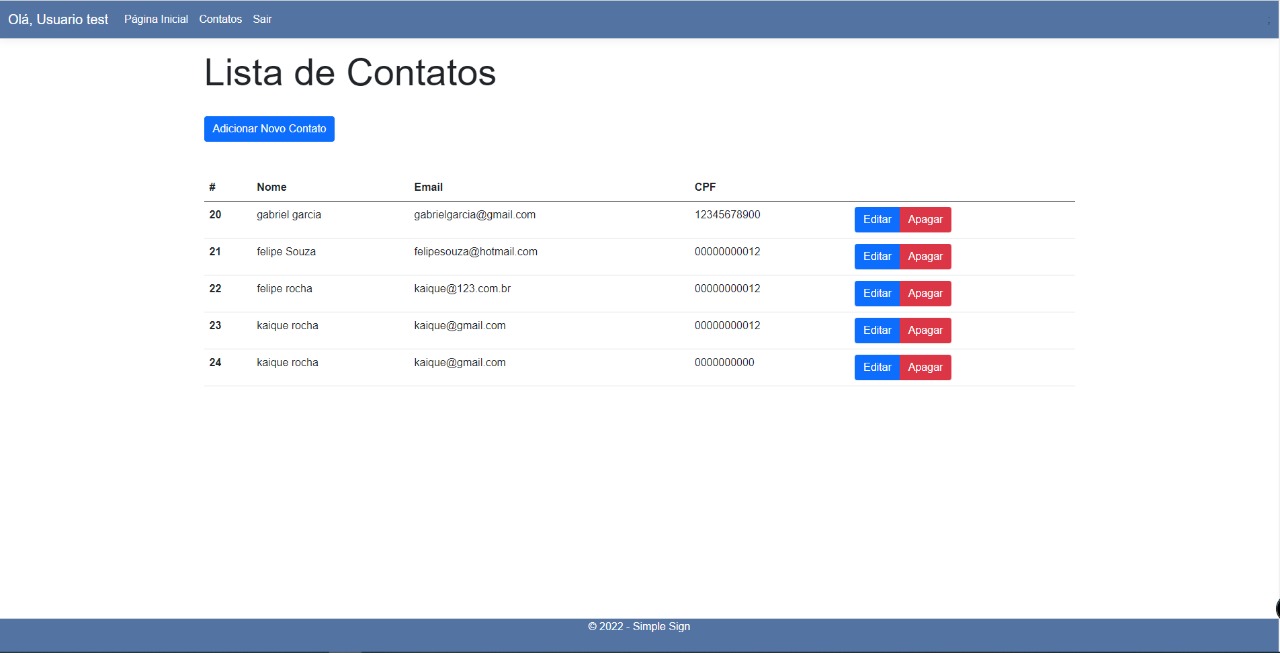 Olá, Usuario test Página Inicial Contatos Sair
Lista de Contatos
Adicionar Novo Contato
# Nome Email CPF
20 gabriel garcia gabrielgarcia@gmail.com 12345678900 Editar Apagar
21 felipe Souza felipesouza@hotmail.com 00000000012 Editar Apagar
22 felipe rocha kaique@123.com.br 00000000012 Editar Apagar
23 kaique rocha kaique@gmail.com 00000000012 Editar Apagar
24 kaique rocha kaique@gmail.com 0000000000 Editar Apagar
© 2022 - Simple Sign